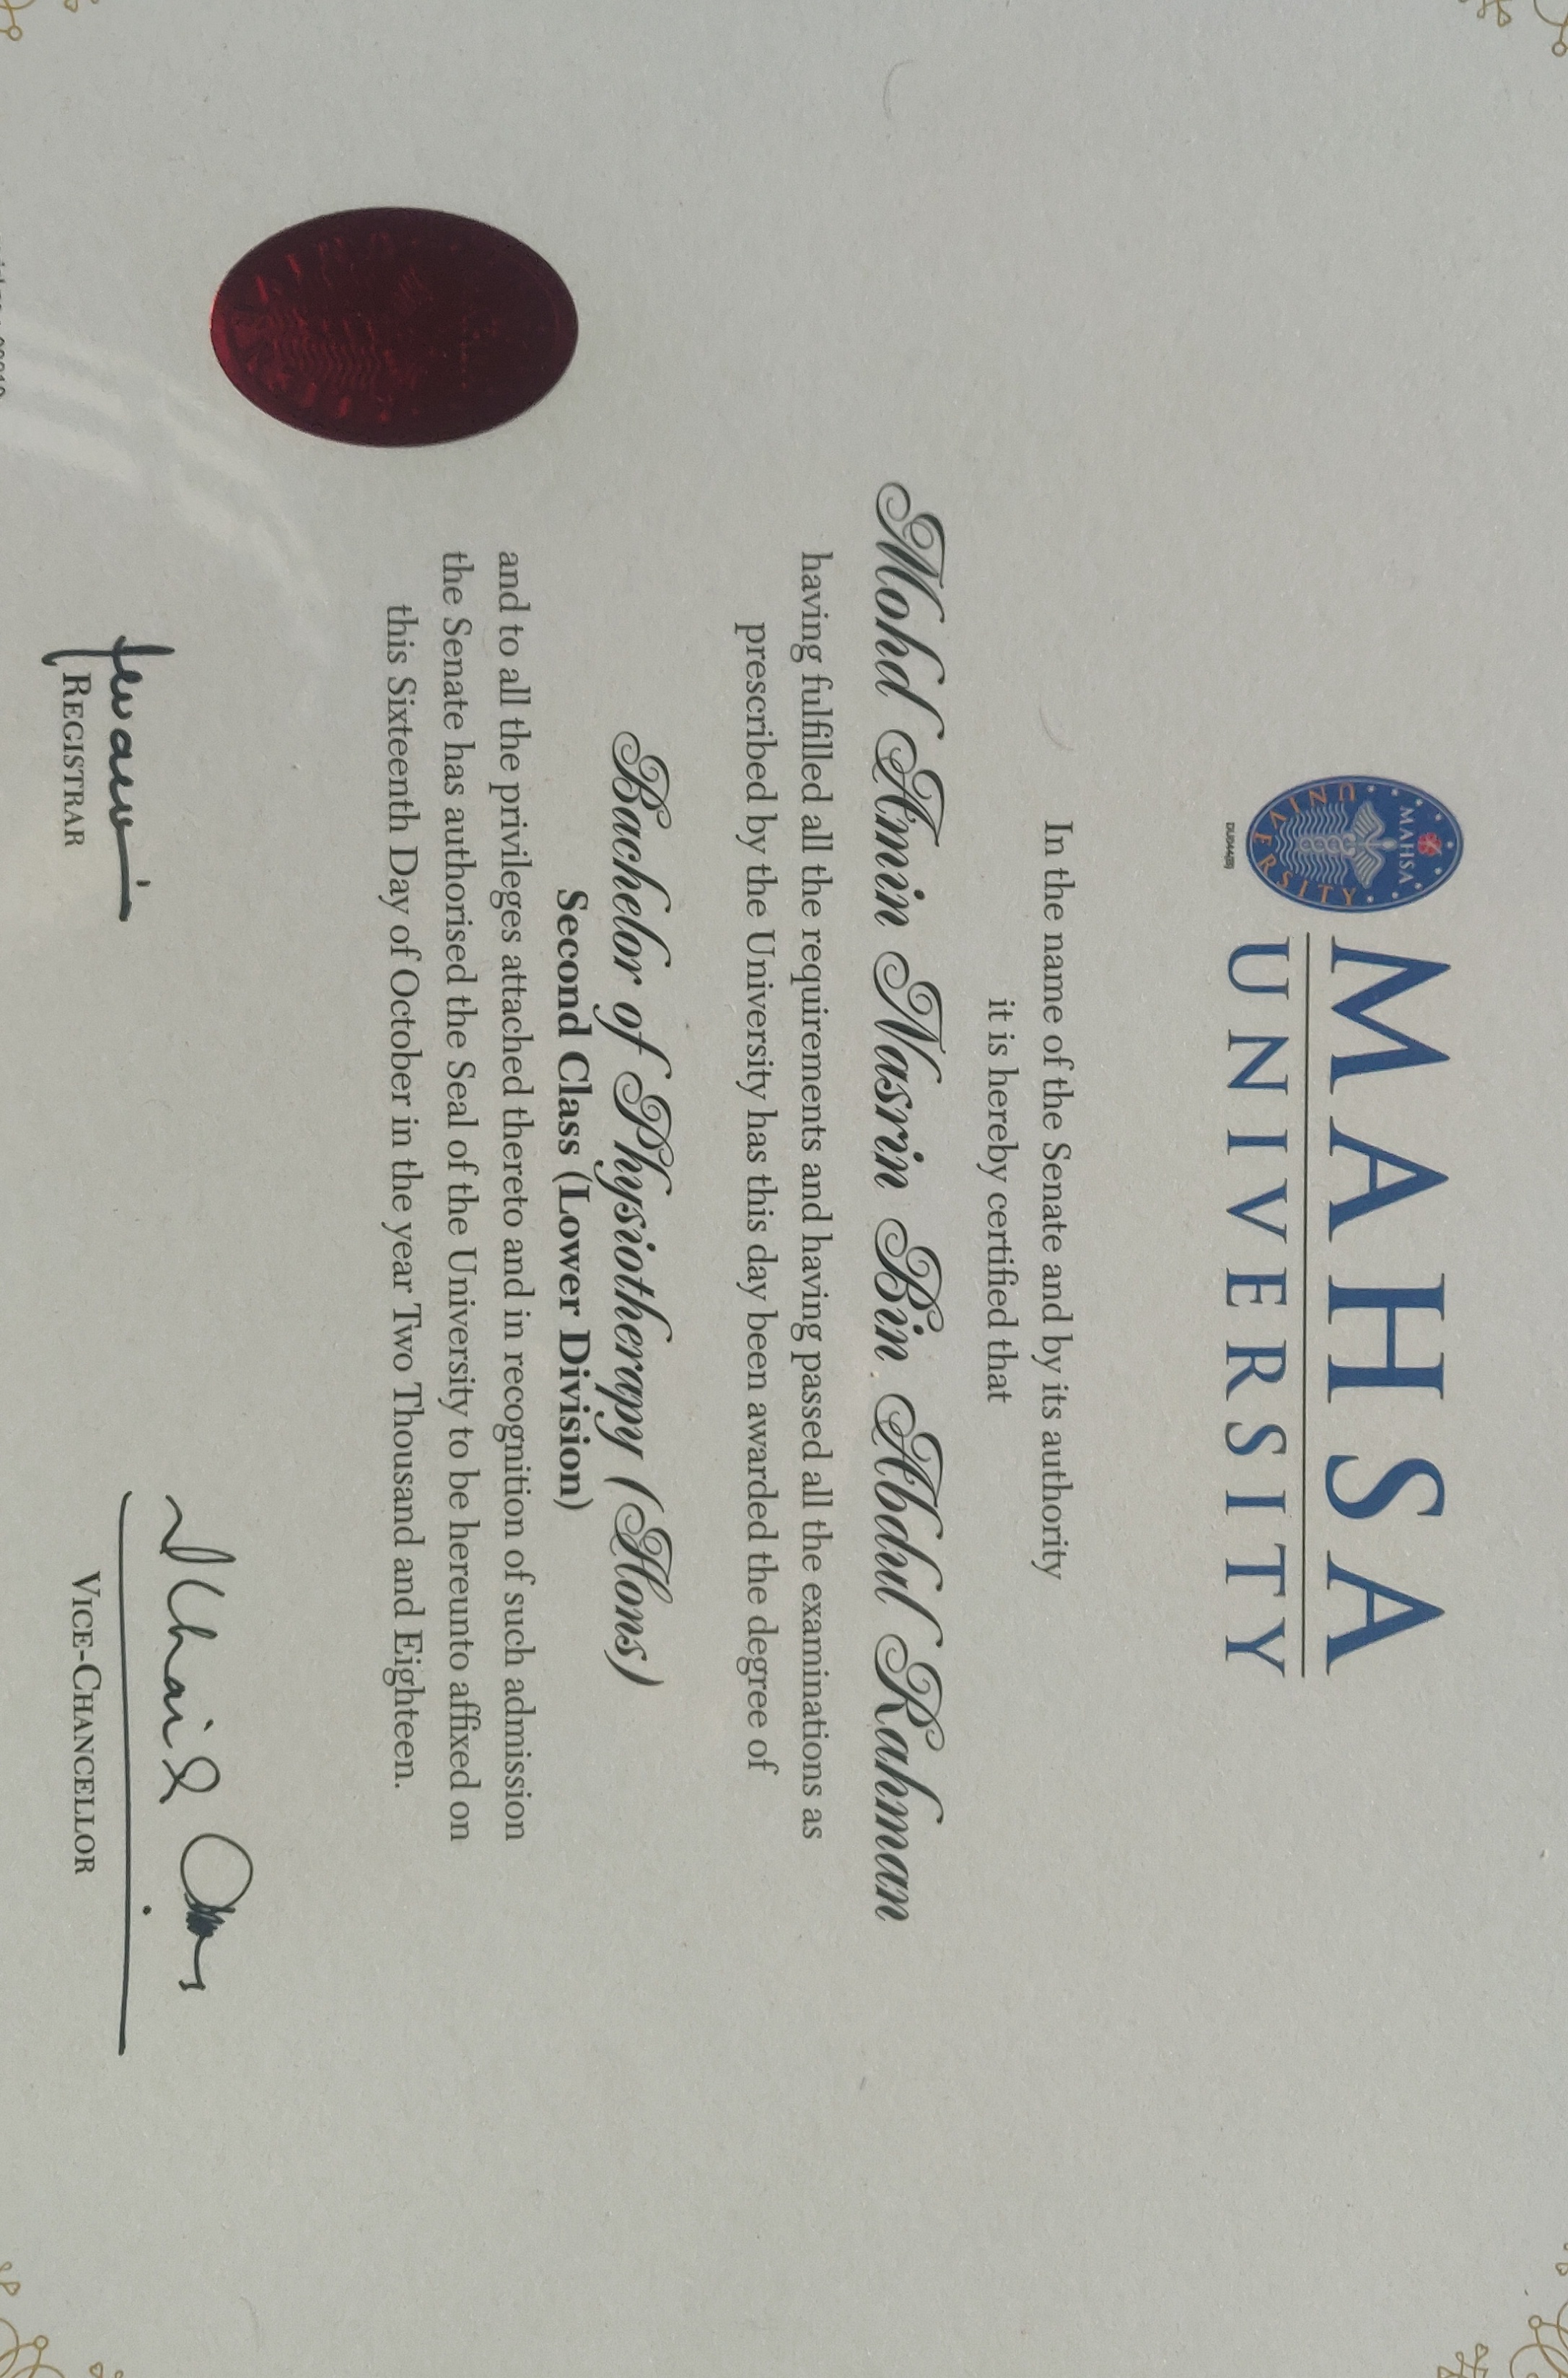 MAHSA
UNIVERSITY
MAHSA
UNIVERSITY
In the name of the Senate and by its authority
it is hereby certified that
Mohd Amin Nasrin Bin Abdul Rahman
having fulfilled all the requirements and having passed all the examinations as
prescribed by the University has this day been awarded the degree of
Bachelor of Physiotherapy (Hons)
Second Class (Lower Division)
and to all the privileges attached thereto and in recognition of such admission
the Senate has authorised the Seal of the University to be hereunto affixed on
this Sixteenth Day of October in the year Two Thousand and Eighteen.
REGISTRAR
VICE-CHANCELLOR